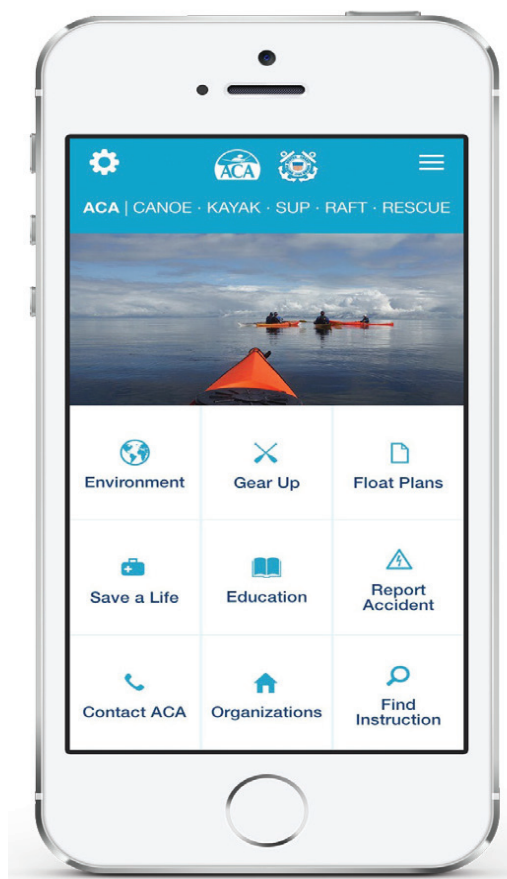 ACA
ACA | CANOE · KAYAK · SUP · RAFT · RESCUE
Environment
Gear Up
Float Plans
Save a Life
Education
Report
Accident
Contact ACA
Organizations
Find
Instruction